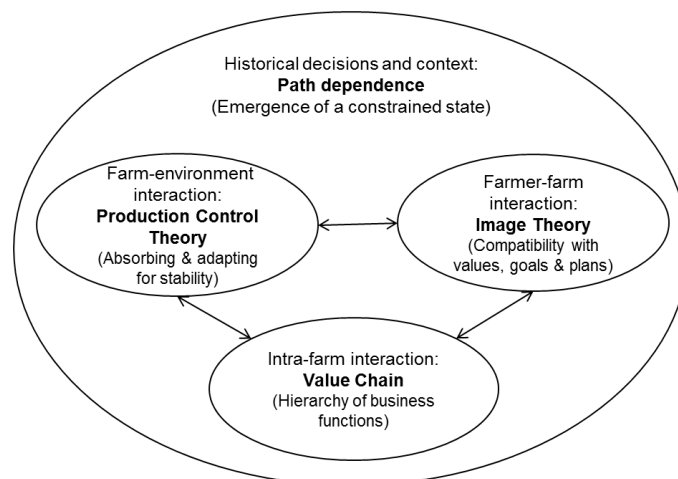 Historical decisions and context:
Path dependence
(Emergence of a constrained state)
Farm-environment
interaction:
Production Control
Theory
(Absorbing & adapting
for stability)
Farmer-farm
interaction:
Image Theory
(Compatibility with
values, goals & plans)
Intra-farm interaction:
Value Chain
(Hierarchy of business
functions)